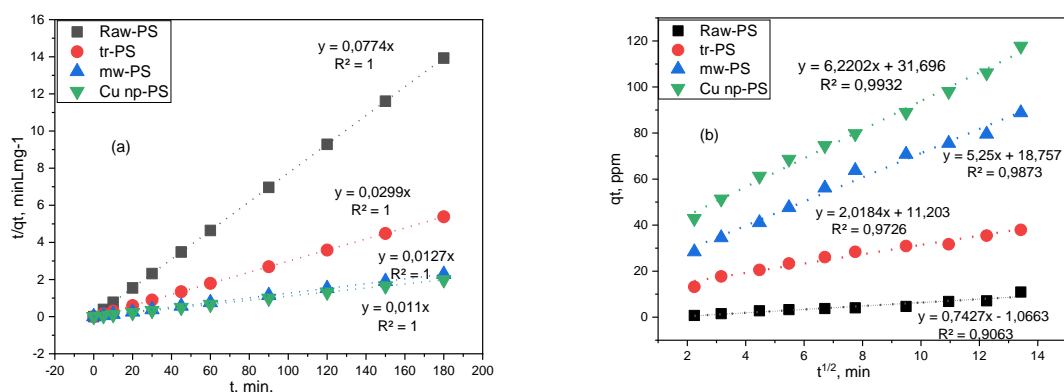 16
14
12
10
8
6
4
2
0
-2
t/qt, minLmg-1
Raw-PS
tr-PS
mw-PS
Cu np-PS
(a)
y = 0,0774x
R² = 1
y = 0,0299x
R² = 1
y = 0,0127x
R² = 1
y = 0,011x
R² = 1
-20 0 20 40 60 80 100 120 140 160 180 200
t, min.
120
100
80
60
40
20
0
qt, ppm
Raw-PS
tr-PS
mw-PS
Cu np-PS
(b)
y = 6,2202x + 31,696
R² = 0,9932
y = 5,25x + 18,757
R² = 0,9873
y = 2,0184x + 11,203
R² = 0,9726
y = 0,7427x - 1,0663
R² = 0,9063
2 4 6 8 10 12 14
t^1/2, min